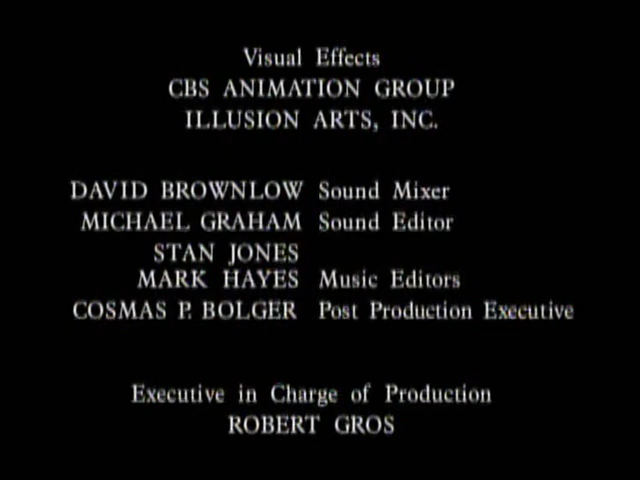 Visual Effects
CBS ANIMATION GROUP
ILLUSION ARTS, INC.
DAVID BROWNLOW Sound Mixer
MICHAEL GRAHAM Sound Editor
STAN JONES
MARK HAYES Music Editors
COSMAS P. BOLGER Post Production Executive
Executive in Charge of Production
ROBERT GROS